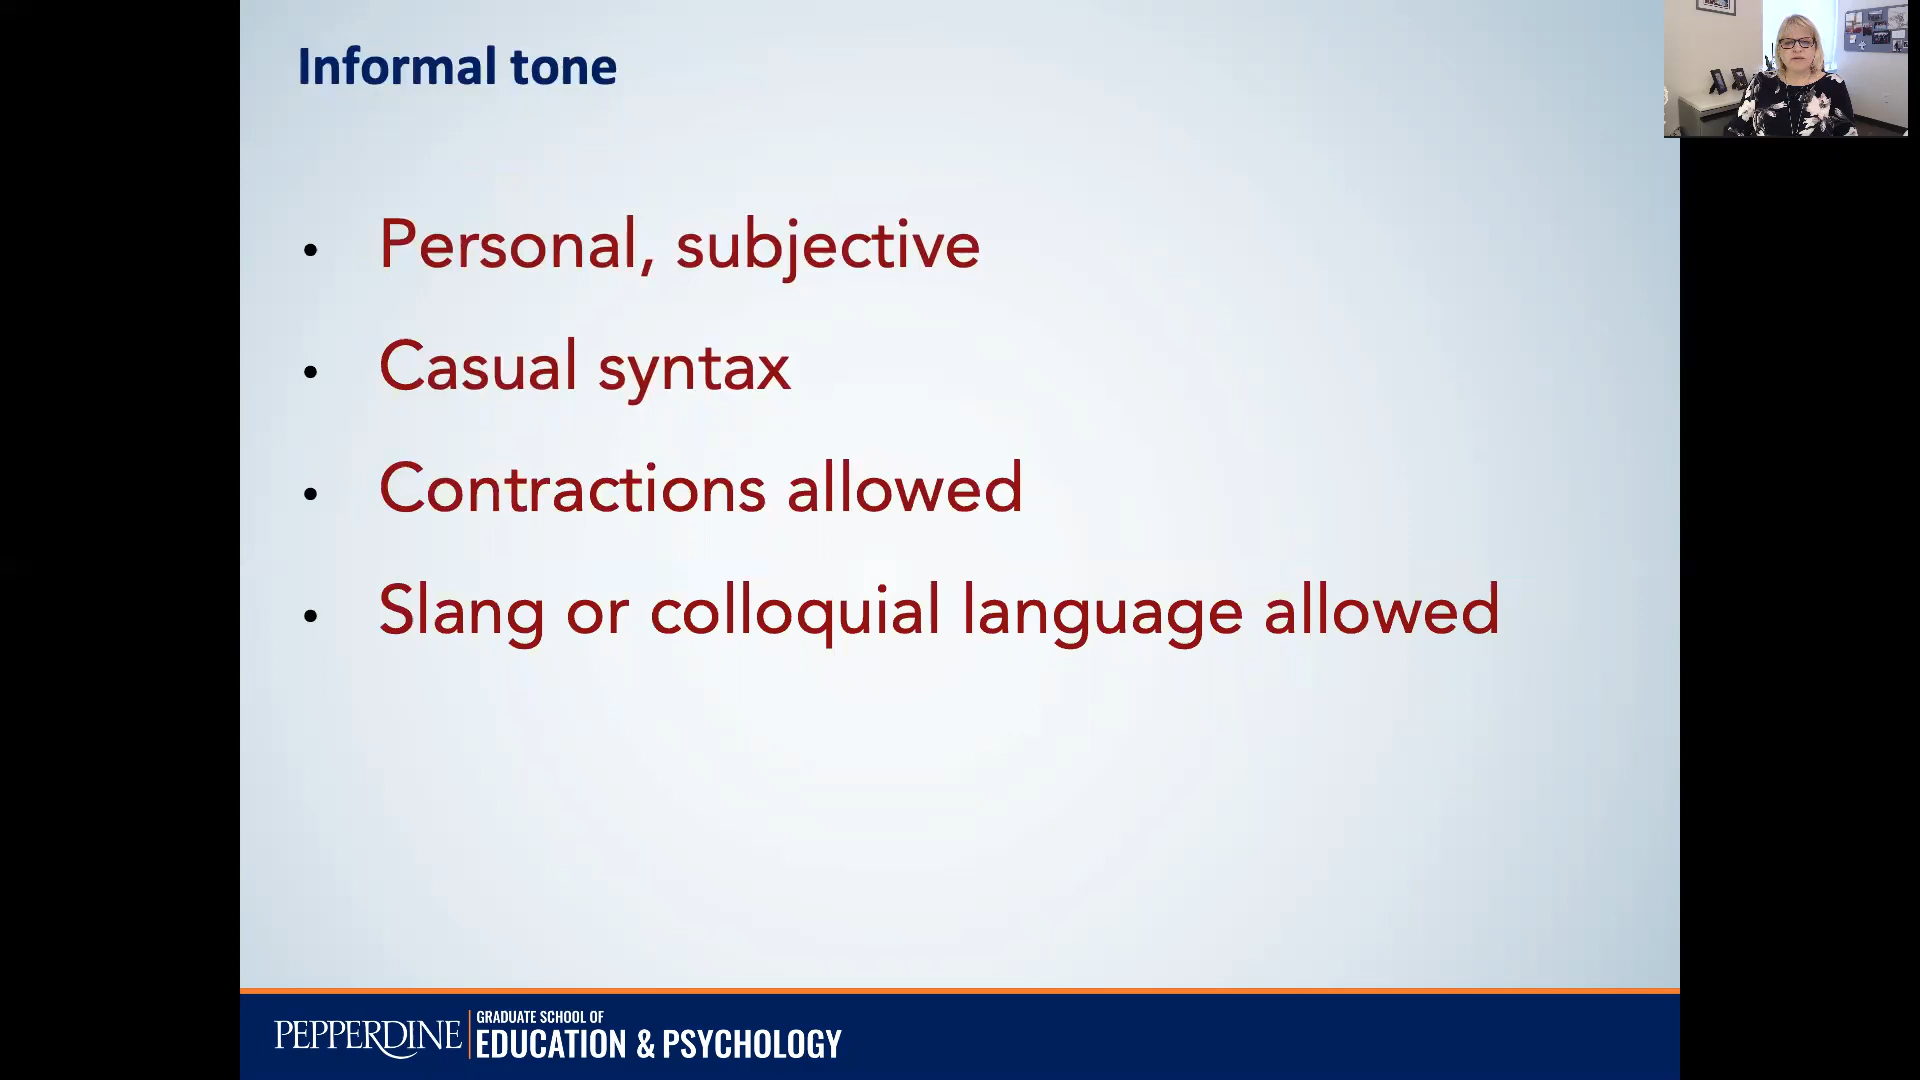 Informal tone
• Personal, subjective
• Casual syntax
• Contractions allowed
• Slang or colloquial language allowed
PEPPERDINE
GRADUATE SCHOOL OF
EDUCATION & PSYCHOLOGY